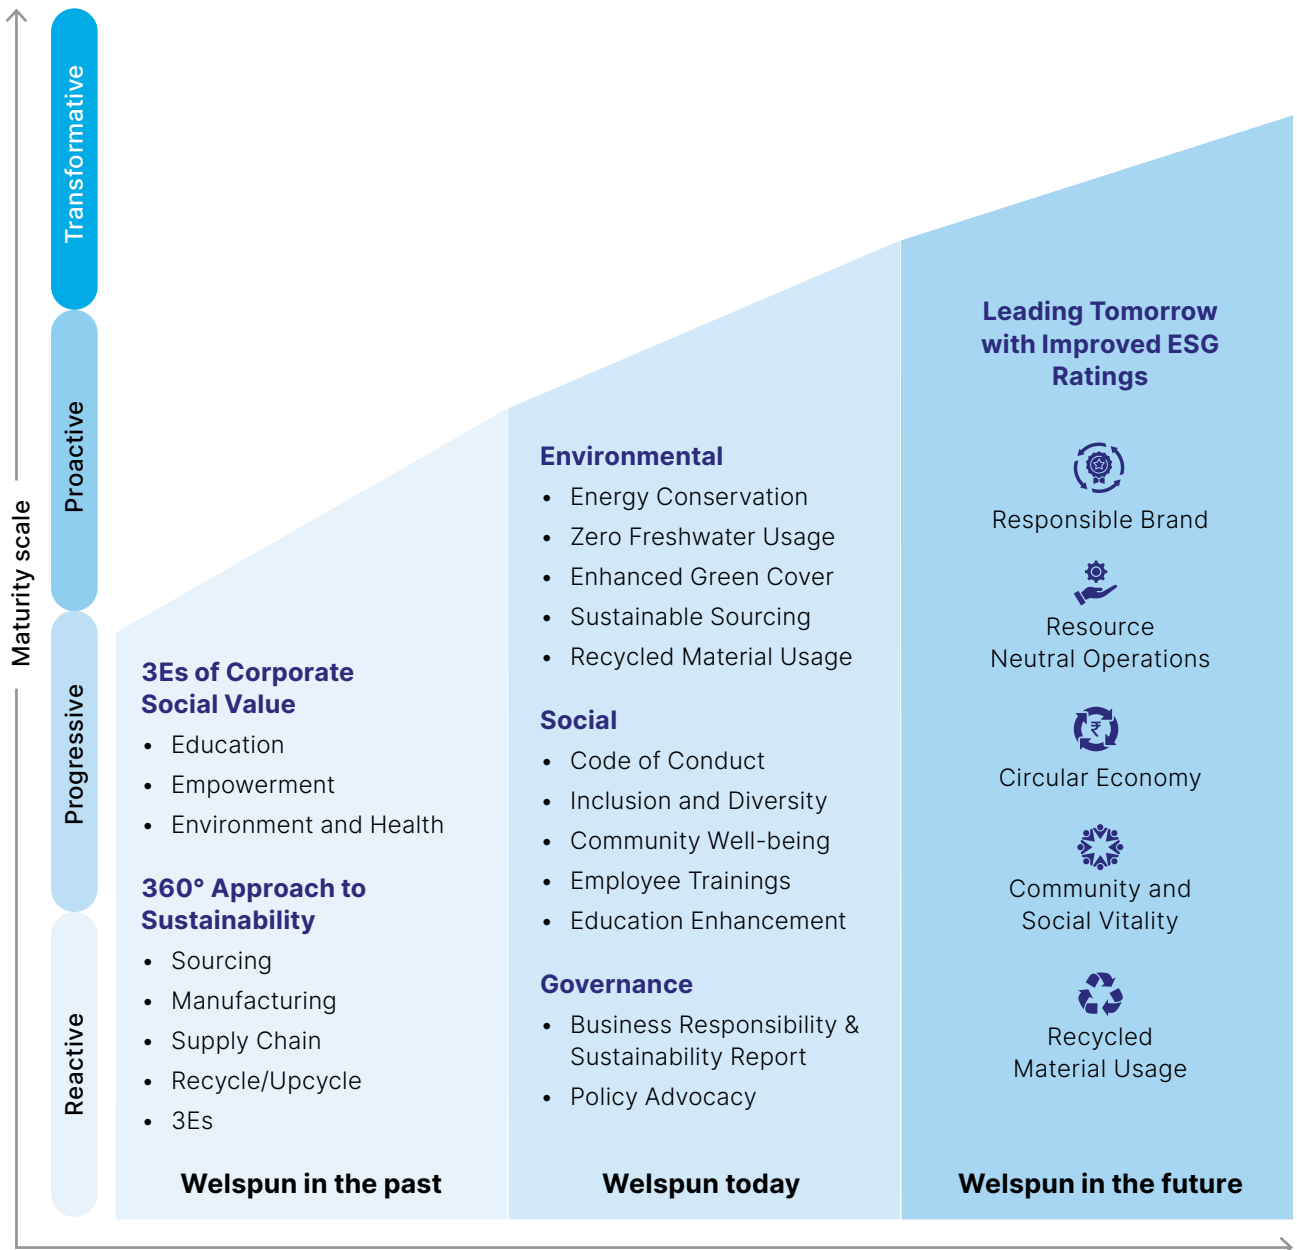 Maturity scale
Transformative
Proactive
Progressive
Reactive
3Es of Corporate
Social Value
• Education
• Empowerment
• Environment and Health
360° Approach to
Sustainability
• Sourcing
• Manufacturing
• Supply Chain
• Recycle/Upcycle
• 3Es
Welspun in the past
Environmental
• Energy Conservation
• Zero Freshwater Usage
• Enhanced Green Cover
• Sustainable Sourcing
• Recycled Material Usage
Social
• Code of Conduct
• Inclusion and Diversity
• Community Well-being
• Employee Trainings
• Education Enhancement
Governance
• Business Responsibility &
Sustainability Report
• Policy Advocacy
Welspun today
Leading Tomorrow
with Improved ESG
Ratings
Responsible Brand
Resource
Neutral Operations
₹
Circular Economy
Community and
Social Vitality
Recycled
Material Usage
Welspun in the future